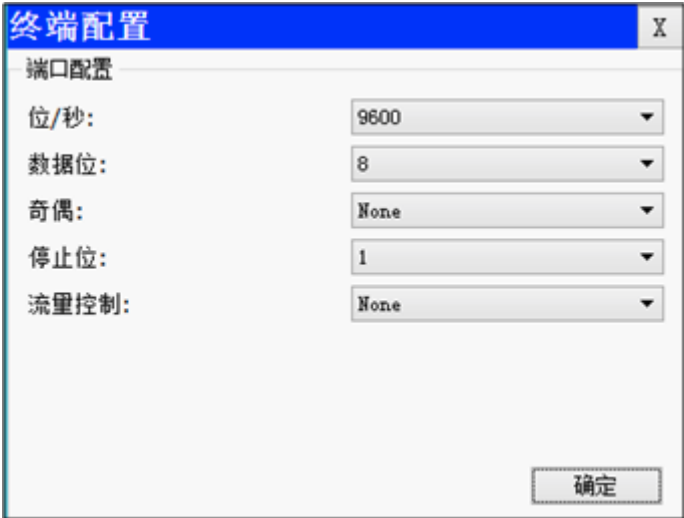 终端配置 X
端口配置
位/秒: 9600
数据位: 8
奇偶: None
停止位: 1
流量控制: None
确定